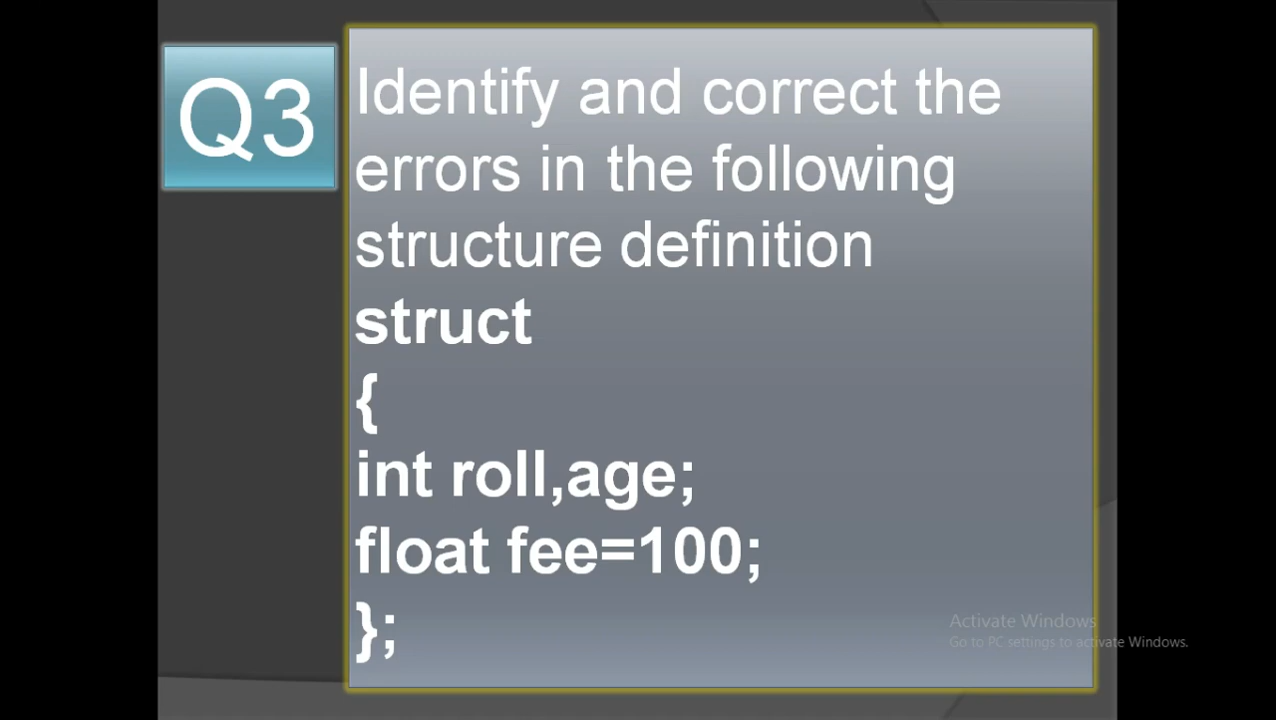 Q3
Identify and correct the
errors in the following
structure definition
struct
{
int roll,age;
float fee=100;
};
Activate Windows
Go to PC settings to activate Windows.